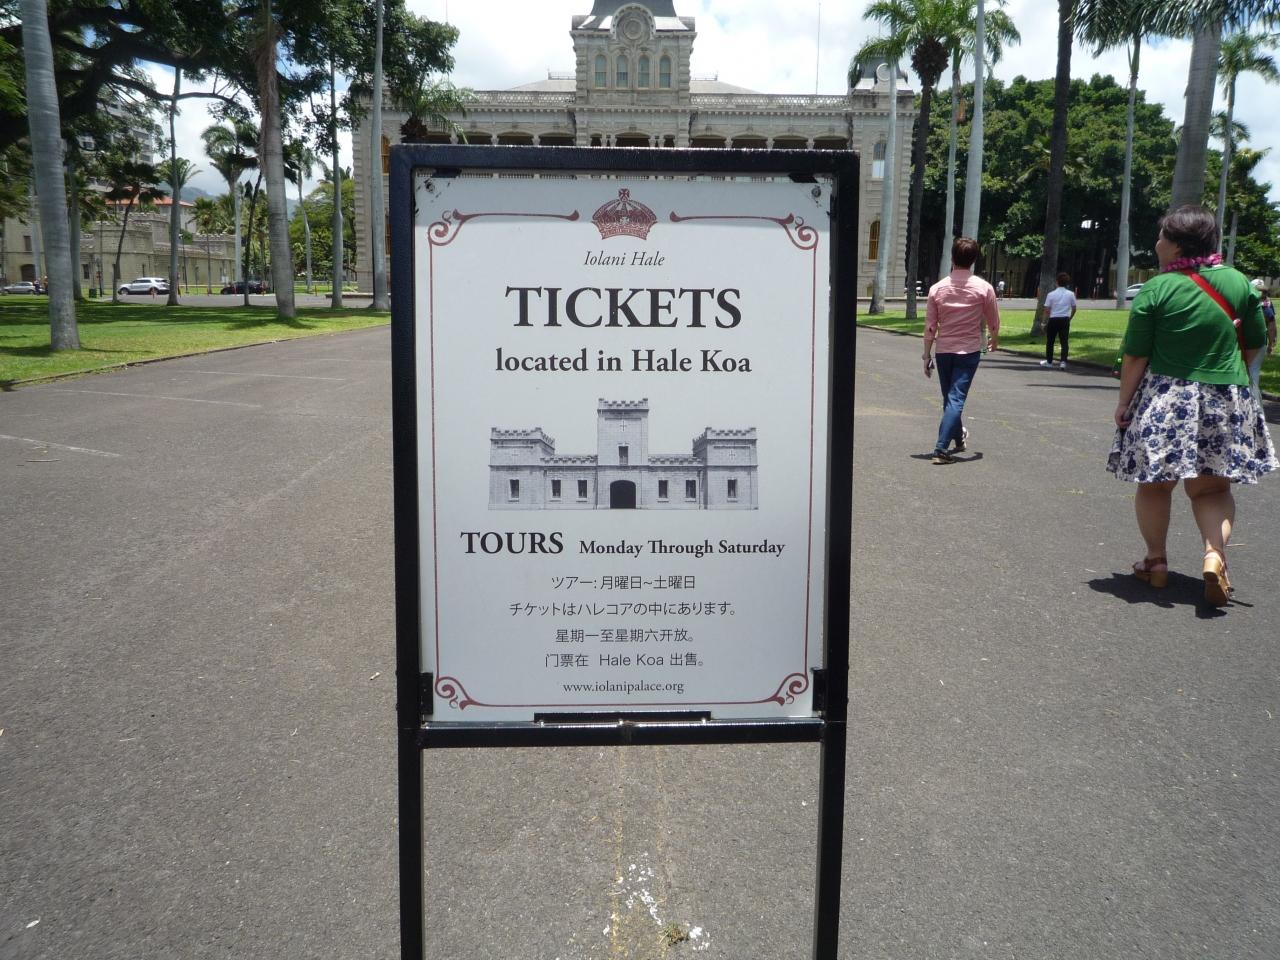 Iolani Hale
TICKETS
located in Hale Koa
TOURS Monday Through Saturday
ツアー: 月曜日~土曜日
チケットはハレコアの中にあります。
星期一至星期六开放。
门票在 Hale Koa 出售。
www.iolanipalace.org